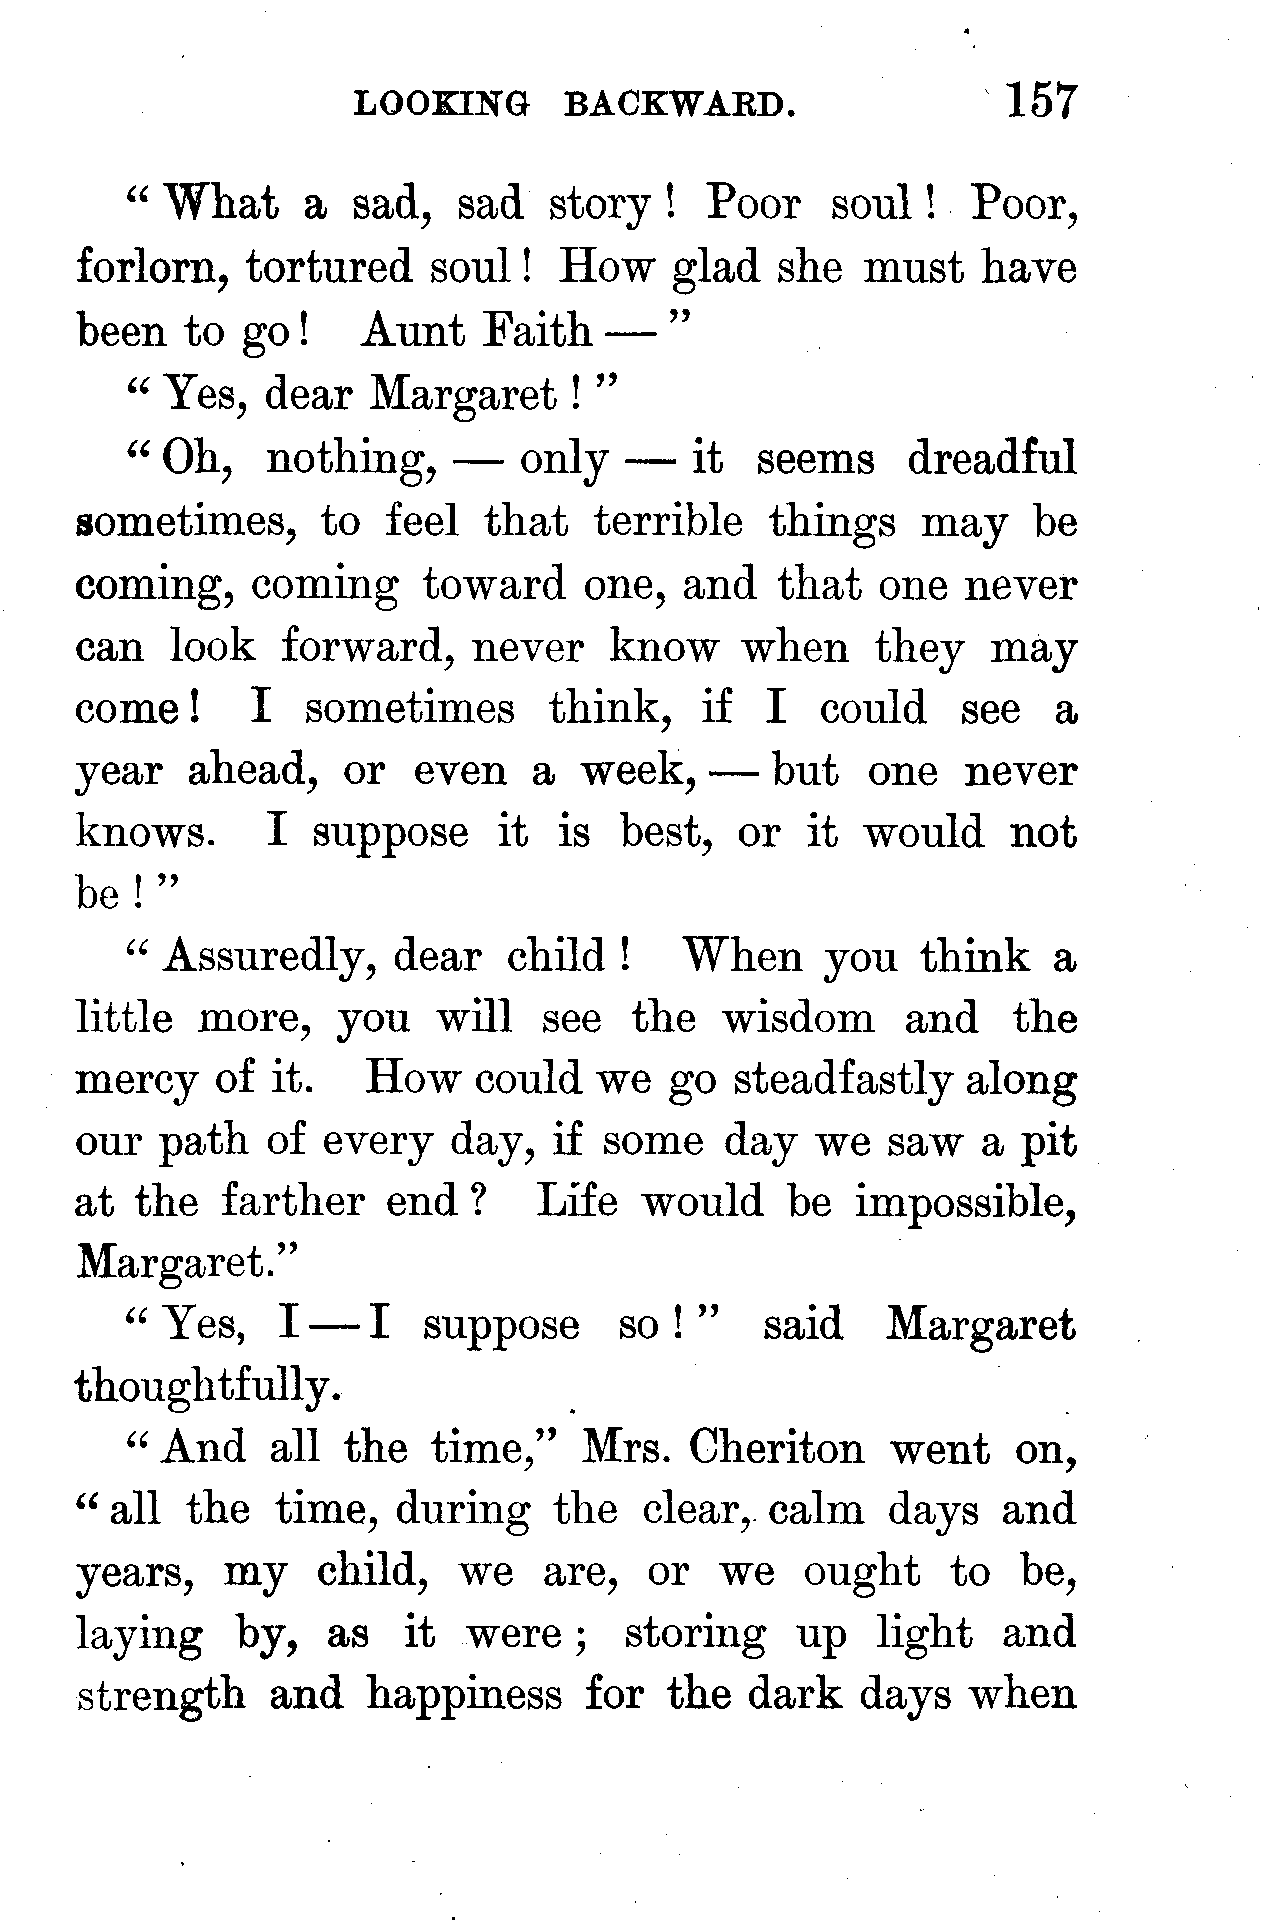 LOOKING BACKWARD. 157
“ What a sad, sad story ! Poor soul ! Poor,
forlorn, tortured soul ! How glad she must have
been to go ! Aunt Faith — ”
“ Yes, dear Margaret ! ”
“ Oh, nothing, — only — it seems dreadful
sometimes, to feel that terrible things may be
coming, coming toward one, and that one never
can look forward, never know when they may
come ! I sometimes think, if I could see a
year ahead, or even a week, — but one never
knows. I suppose it is best, or it would not
be ! ”
“ Assuredly, dear child ! When you think a
little more, you will see the wisdom and the
mercy of it. How could we go steadfastly along
our path of every day, if some day we saw a pit
at the farther end ? Life would be impossible,
Margaret.”
“ Yes, I — I suppose so ! ” said Margaret
thoughtfully.
“ And all the time,” Mrs. Cheriton went on,
“ all the time, during the clear, calm days and
years, my child, we are, or we ought to be,
laying by, as it were ; storing up light and
strength and happiness for the dark days when